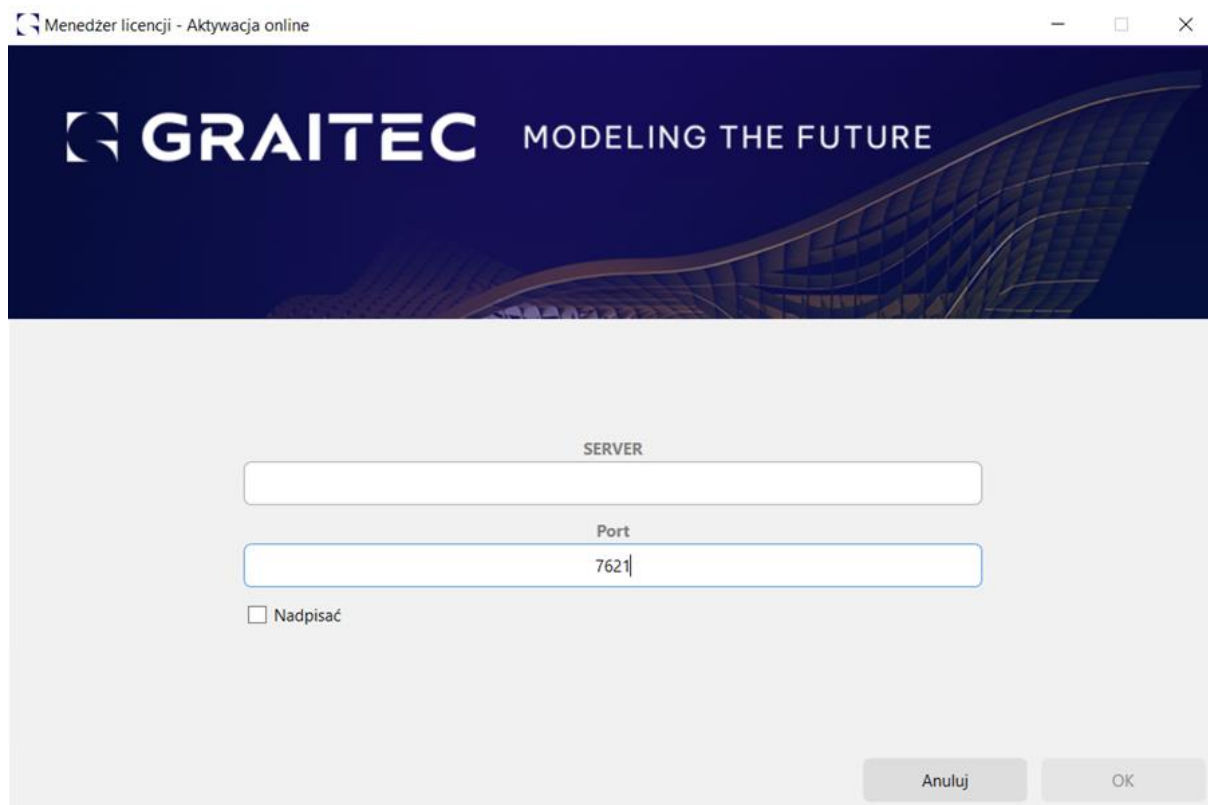 Menedżer licencji - Aktywacja online
GRAITEC MODELING THE FUTURE
SERVER
Port
7621
Nadpisać
Anuluj OK